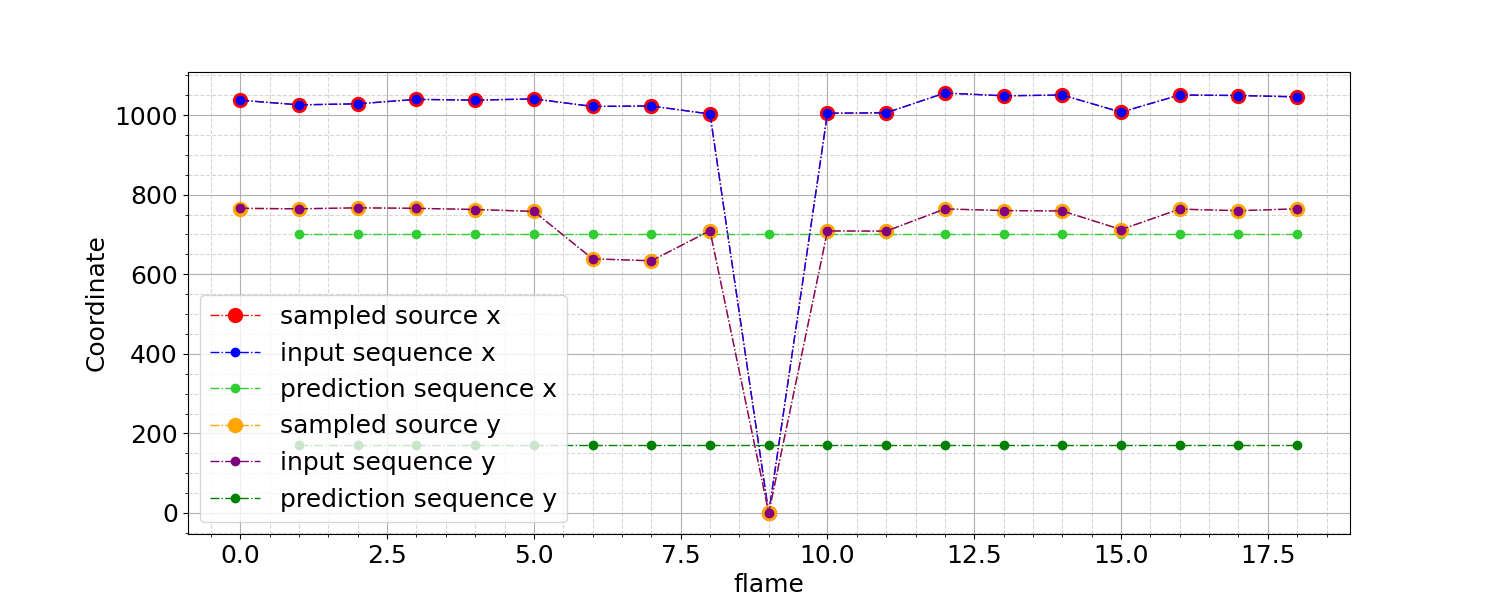 1000
800
600
400
200
0
Coordinate
sampled source x
input sequence x
prediction sequence x
sampled source y
input sequence y
prediction sequence y
0.0 2.5 5.0 7.5 10.0 12.5 15.0 17.5
flame